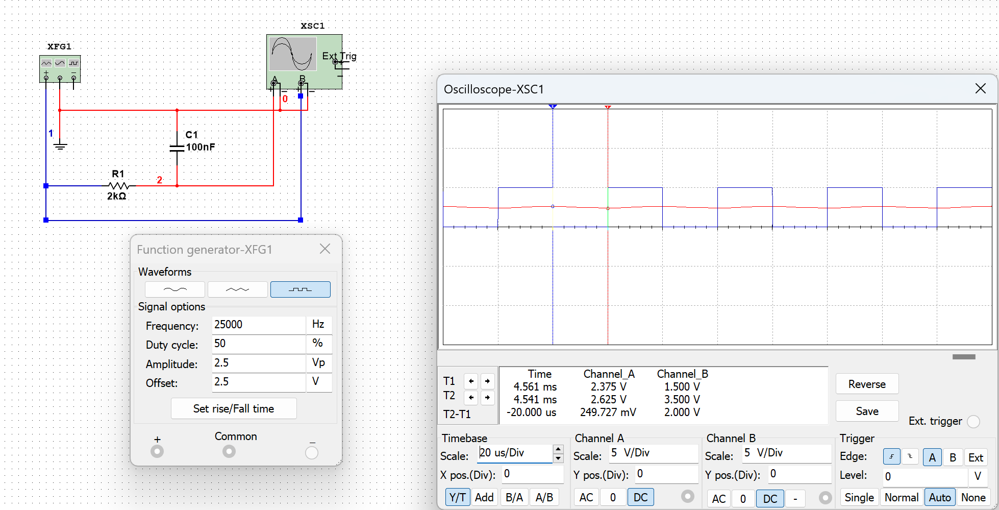 XSC1
XFG1
Ext Trig
A
B
0
1
C1
100nF
R1
2
2kΩ
Function generator-XFG1
Waveforms
Signal options
Frequency: 25000 Hz
Duty cycle: 50 %
Amplitude: 2.5 Vp
Offset: 2.5 V
Set rise/Fall time
+ Common −
Oscilloscope-XSC1
2 1
Time Channel_A Channel_B
T1 4.561 ms 2.375 V 1.500 V
T2 4.541 ms 2.625 V 3.500 V
T2-T1 -20.000 us 249.727 mV 2.000 V
Reverse
Save
Ext. trigger
Timebase Channel A Channel B Trigger
Scale: 20 us/Div Scale: 5 V/Div Scale: 5 V/Div Edge: A B Ext
X pos.(Div): 0 Y pos.(Div): 0 Y pos.(Div): 0 Level: 0 V
Y/T Add B/A A/B AC 0 DC AC 0 DC - Single Normal Auto None